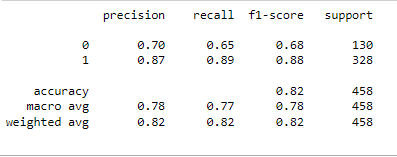 precision recall f1-score support
0 0.70 0.65 0.68 130
1 0.87 0.89 0.88 328
accuracy 0.82 458
macro avg 0.78 0.77 0.78 458
weighted avg 0.82 0.82 0.82 458